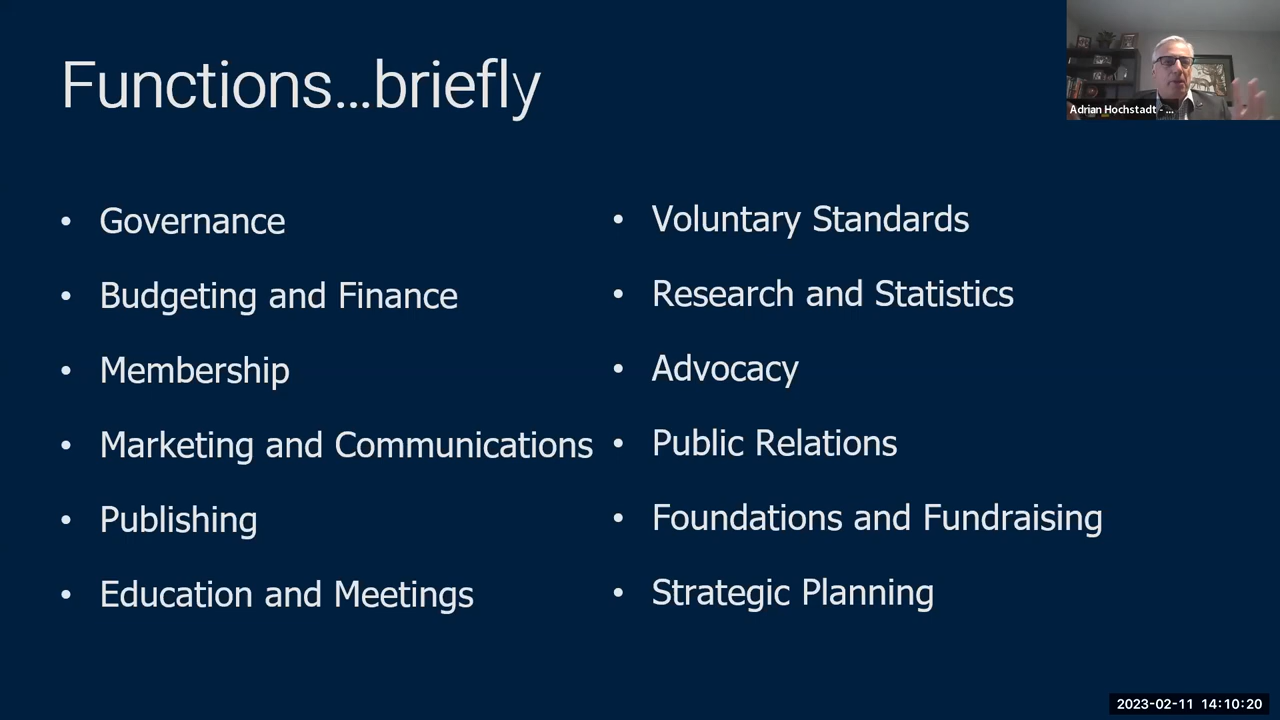 Functions...briefly
Adrian Hochstadt - ...
• Governance
• Budgeting and Finance
• Membership
• Marketing and Communications
• Publishing
• Education and Meetings
• Voluntary Standards
• Research and Statistics
• Advocacy
• Public Relations
• Foundations and Fundraising
• Strategic Planning
2023-02-11 14:10:20